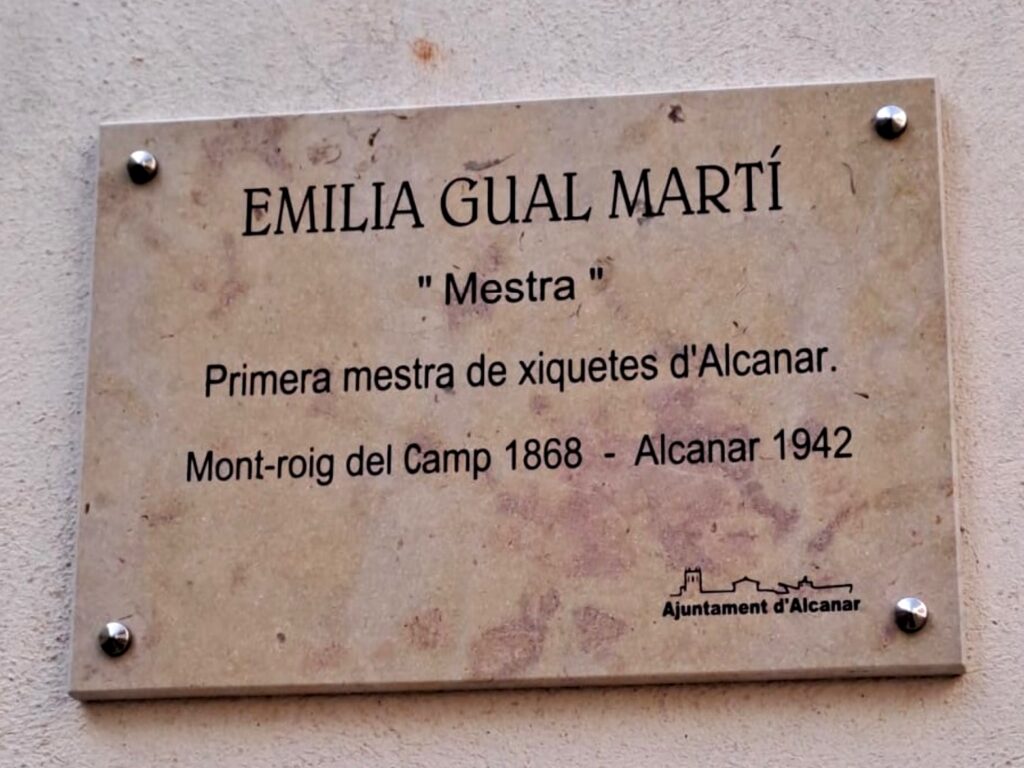 EMILIA GUAL MARTÍ
" Mestra "
Primera mestra de xiquetes d'Alcanar.
Mont-roig del Camp 1868 - Alcanar 1942
Ajuntament d'Alcanar